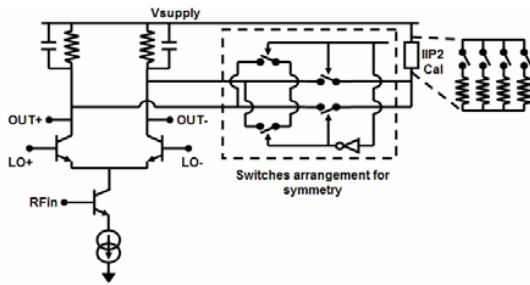 Vsupply
IIP2
Cal
OUT+
OUT-
LO+
LO-
Switches arrangement for
symmetry
RFin